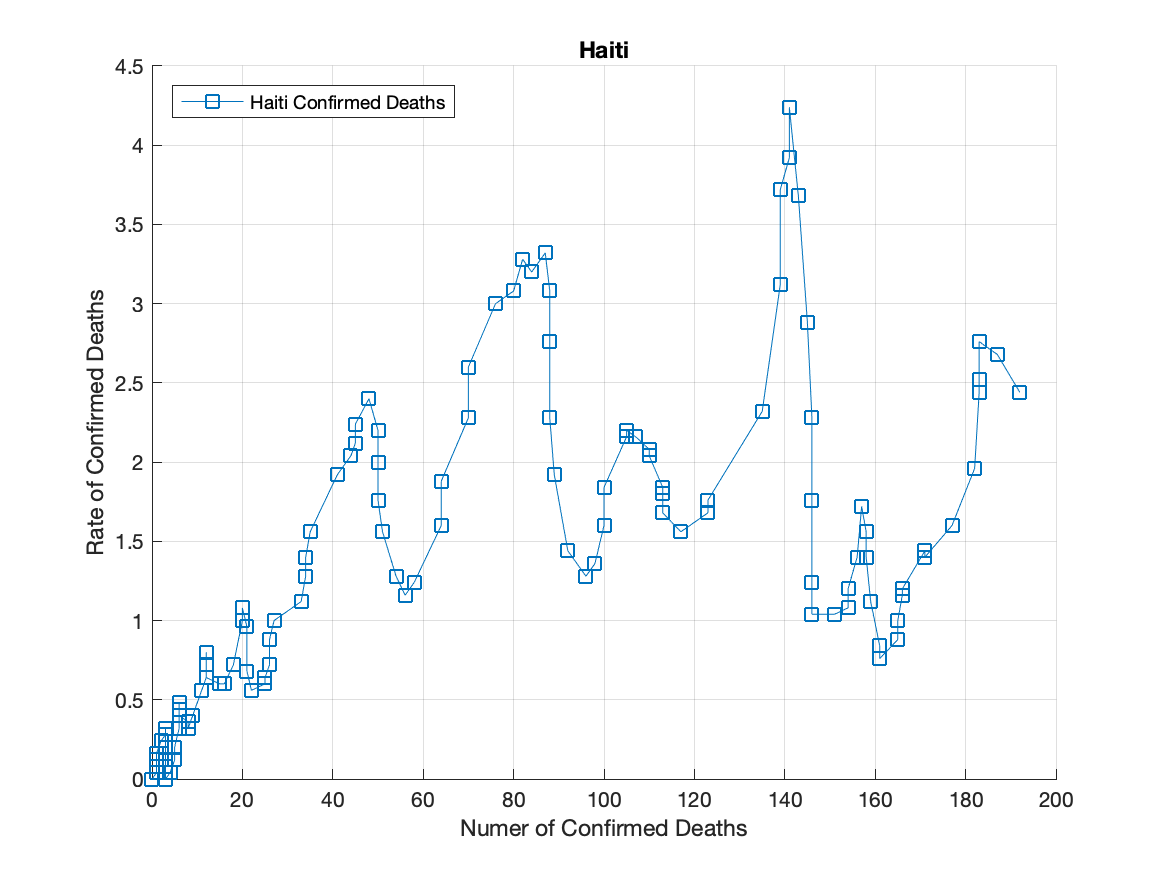 Haiti
Haiti Confirmed Deaths
Rate of Confirmed Deaths
4.5
4
3.5
3
2.5
2
1.5
1
0.5
0
0 20 40 60 80 100 120 140 160 180 200
Numer of Confirmed Deaths